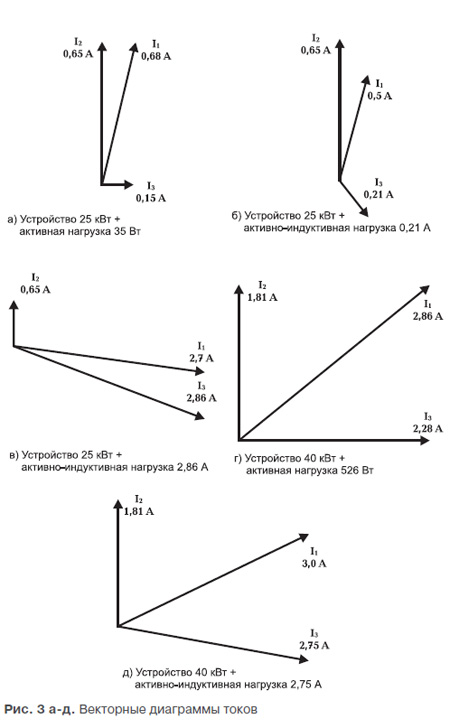 I₂
0,65 А
I₁
0,68 А
I₃
0,15 А
а) Устройство 25 кВт +
активная нагрузка 35 Вт
I₂
0,65 А
I₁
0,5 А
I₃
0,21 А
б) Устройство 25 кВт +
активно-индуктивная нагрузка 0,21 А
I₂
0,65 А
I₁
2,7 А
I₃
2,86 А
в) Устройство 25 кВт +
активно-индуктивная нагрузка 2,86 А
I₂
1,81 А
I₁
2,86 А
I₃
2,28 А
г) Устройство 40 кВт +
активная нагрузка 526 Вт
I₂
1,81 А
I₁
3,0 А
I₃
2,75 А
д) Устройство 40 кВт +
активно-индуктивная нагрузка 2,75 А
Рис. 3 а-д. Векторные диаграммы токов